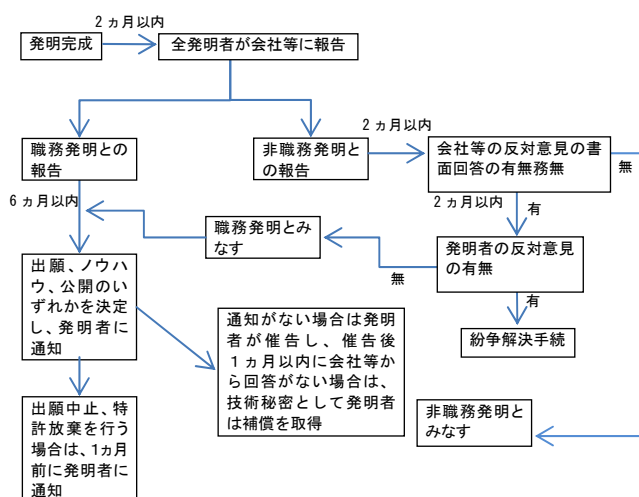 2 ヵ月以内
発明完成
全発明者が会社等に報告
職務発明との
報告
非職務発明と
の報告
2 ヵ月以内
会社等の反対意見の書
面回答の有無務無
無
6 ヵ月以内
職務発明とみ
なす
2 ヵ月以内
有
発明者の反対意見
の有無
無
出願、ノウハ
ウ、公開のい
ずれかを決定
し、発明者に
通知
通知がない場合は発明
者が催告し、催告後
1 ヵ月以内に会社等か
ら回答がない場合は、
技術秘密として発明者
は補償を取得
有
紛争解決手続
出願中止、特
許放棄を行う
場合は、1ヵ月
前に発明者に
通知
非職務発明と
みなす